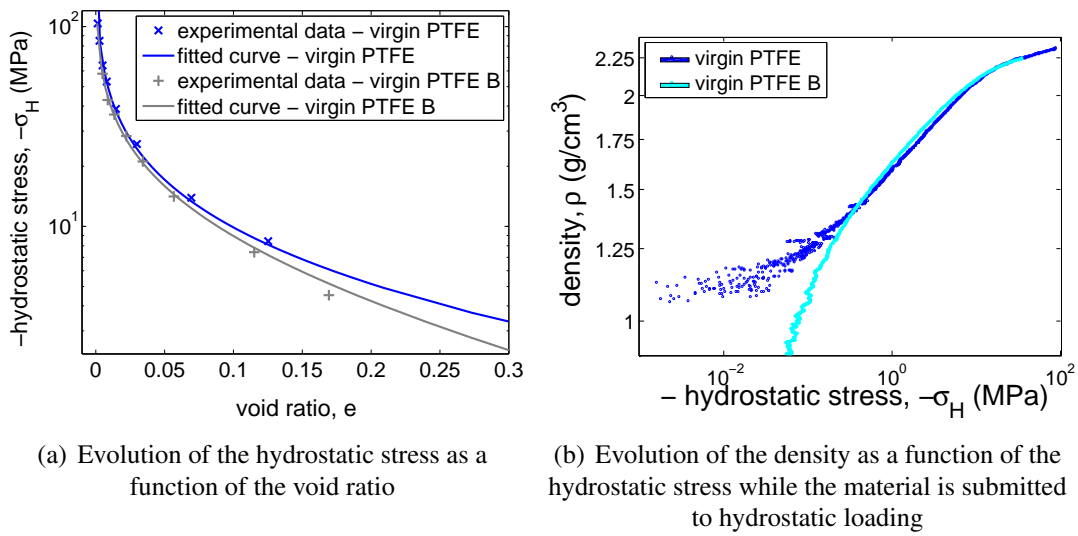 10²
10¹
−hydrostatic stress, −σ_H (MPa)
× experimental data − virgin PTFE
fitted curve − virgin PTFE
+ experimental data − virgin PTFE B
fitted curve − virgin PTFE B
0 0.05 0.1 0.15 0.2 0.25 0.3
void ratio, e
(a) Evolution of the hydrostatic stress as a
function of the void ratio
virgin PTFE
virgin PTFE B
2.25
2
1.75
1.5
1.25
1
density, ρ (g/cm³)
10⁻² 10⁰ 10²
− hydrostatic stress, −σ_H (MPa)
(b) Evolution of the density as a function of the
hydrostatic stress while the material is submitted
to hydrostatic loading